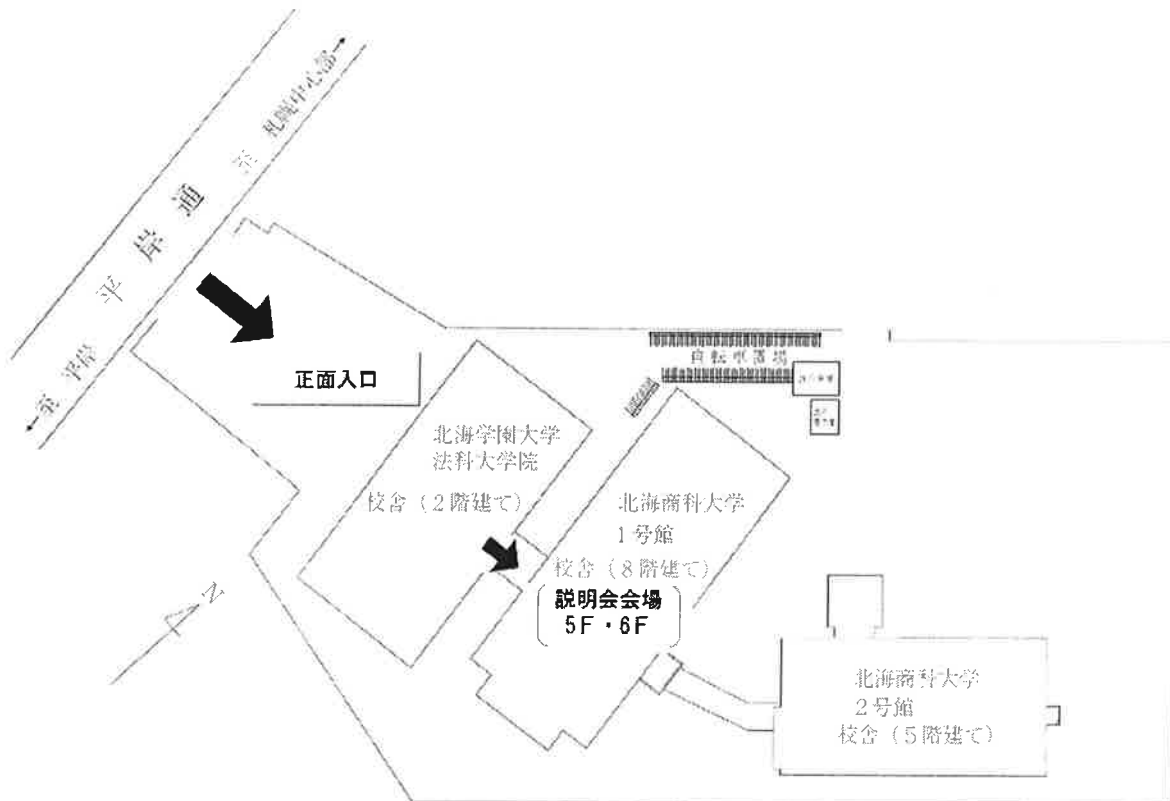 至 札幌中心部→
平岸通
←至 平岸
正面入口
自転車置場
北海学園大学
法科大学院
校舎（2階建て）
北海商科大学
1号館
校舎（8階建て）
説明会会場
5F・6F
N
北海商科大学
2号館
校舎（5階建て）